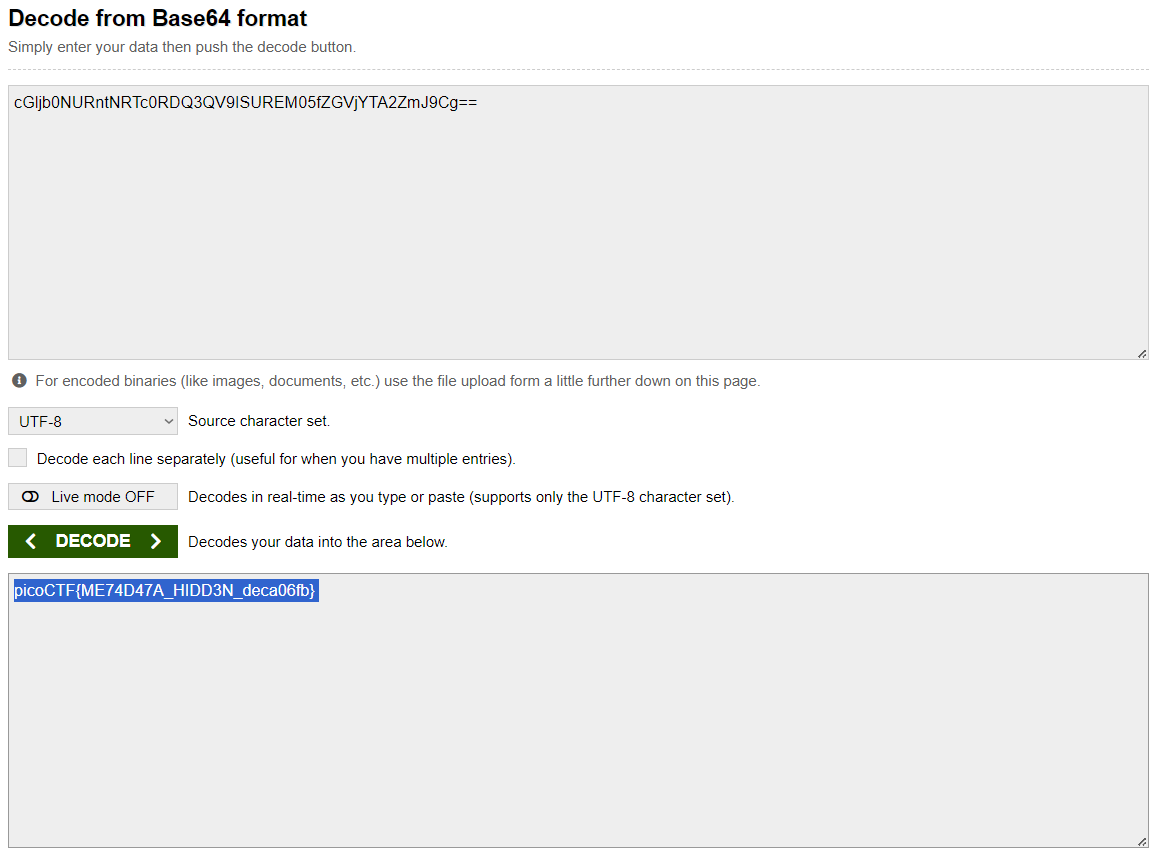 Decode from Base64 format
Simply enter your data then push the decode button.
cGljb0NURntNRTc0RDQ3QV9ISUREM05fZGVjYTA2ZmJ9Cg==
For encoded binaries (like images, documents, etc.) use the file upload form a little further down on this page.
UTF-8 Source character set.
Decode each line separately (useful for when you have multiple entries).
Live mode OFF Decodes in real-time as you type or paste (supports only the UTF-8 character set).
DECODE Decodes your data into the area below.
picoCTF{ME74D47A_HIDD3N_deca06fb}